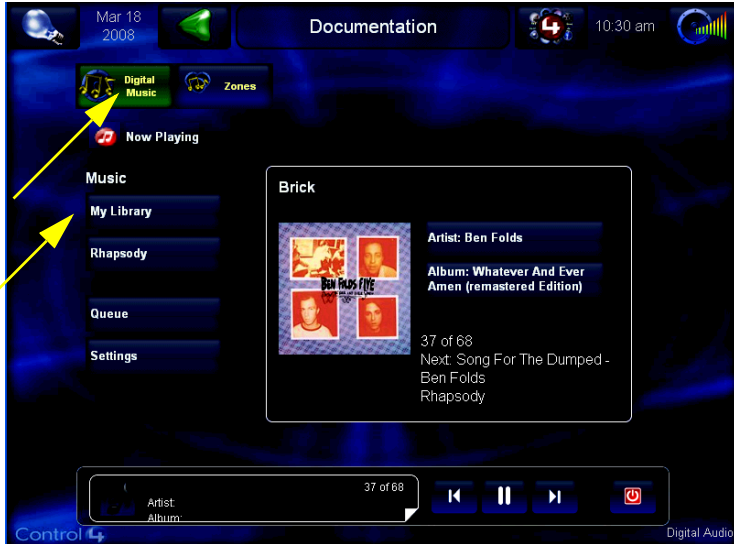 Mar 18
2008
Documentation
10:30 am
Digital
Music
Zones
Now Playing
Music
My Library
Rhapsody
Queue
Settings
Brick
BEN FOLDS FIVE
Artist: Ben Folds
Album: Whatever And Ever
Amen (remastered Edition)
37 of 68
Next: Song For The Dumped -
Ben Folds
Rhapsody
37 of 68
Artist:
Album:
Control 4
Digital Audio